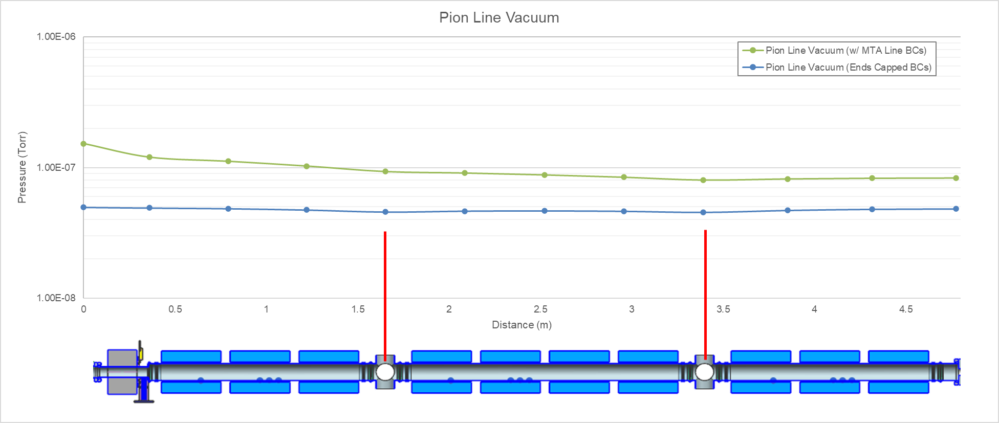 Pion Line Vacuum
1.00E-06
Pion Line Vacuum (w/ MTA Line BCs)
Pion Line Vacuum (Ends Capped BCs)
Pressure (Torr)
1.00E-07
1.00E-08
0 0.5 1 1.5 2 2.5 3 3.5 4 4.5
Distance (m)